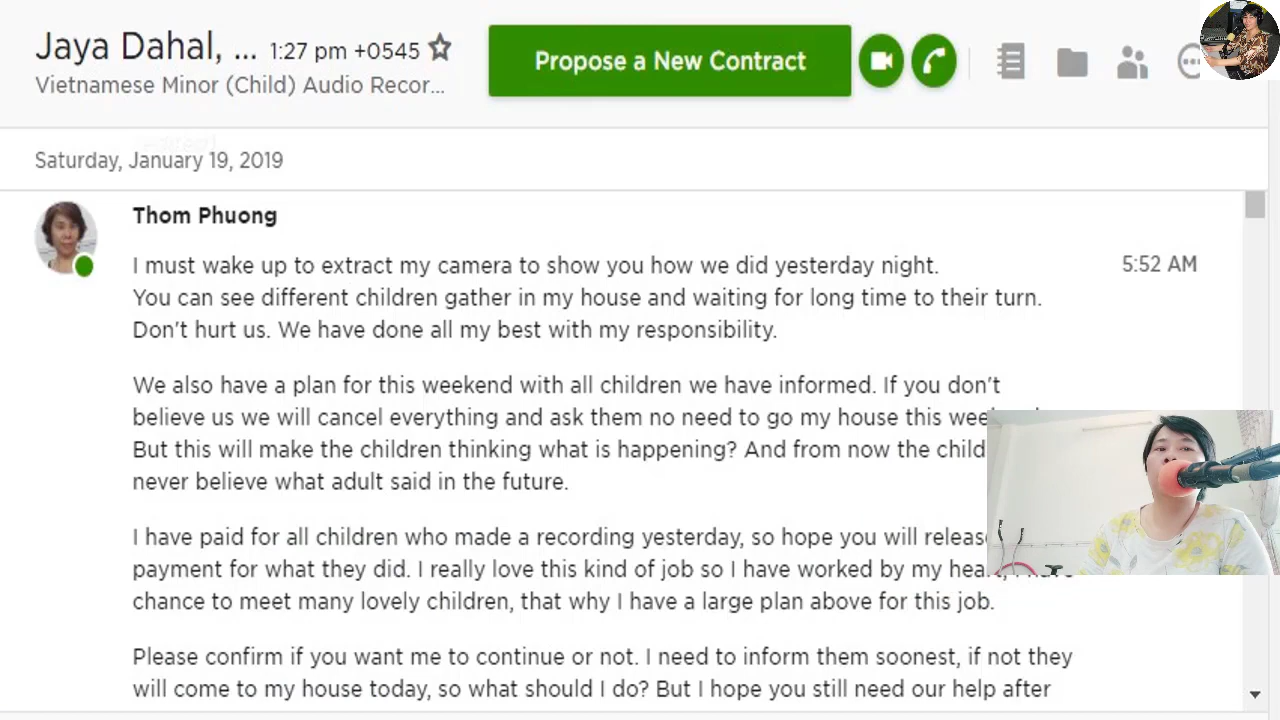 Jaya Dahal, ... 1:27 pm +0545
Vietnamese Minor (Child) Audio Recor...
Propose a New Contract
Saturday, January 19, 2019
Thom Phuong
I must wake up to extract my camera to show you how we did yesterday night. 5:52 AM
You can see different children gather in my house and waiting for long time to their turn.
Don't hurt us. We have done all my best with my responsibility.
We also have a plan for this weekend with all children we have informed. If you don't
believe us we will cancel everything and ask them no need to go my house this
But this will make the children thinking what is happening? And from now the
never believe what adult said in the future.
I have paid for all children who made a recording yesterday, so hope you will
payment for what they did. I really love this kind of job so I have worked by my
chance to meet many lovely children, that why I have a large plan above for this job.
Please confirm if you want me to continue or not. I need to inform them soonest, if not they
will come to my house today, so what should I do? But I hope you still need our help after